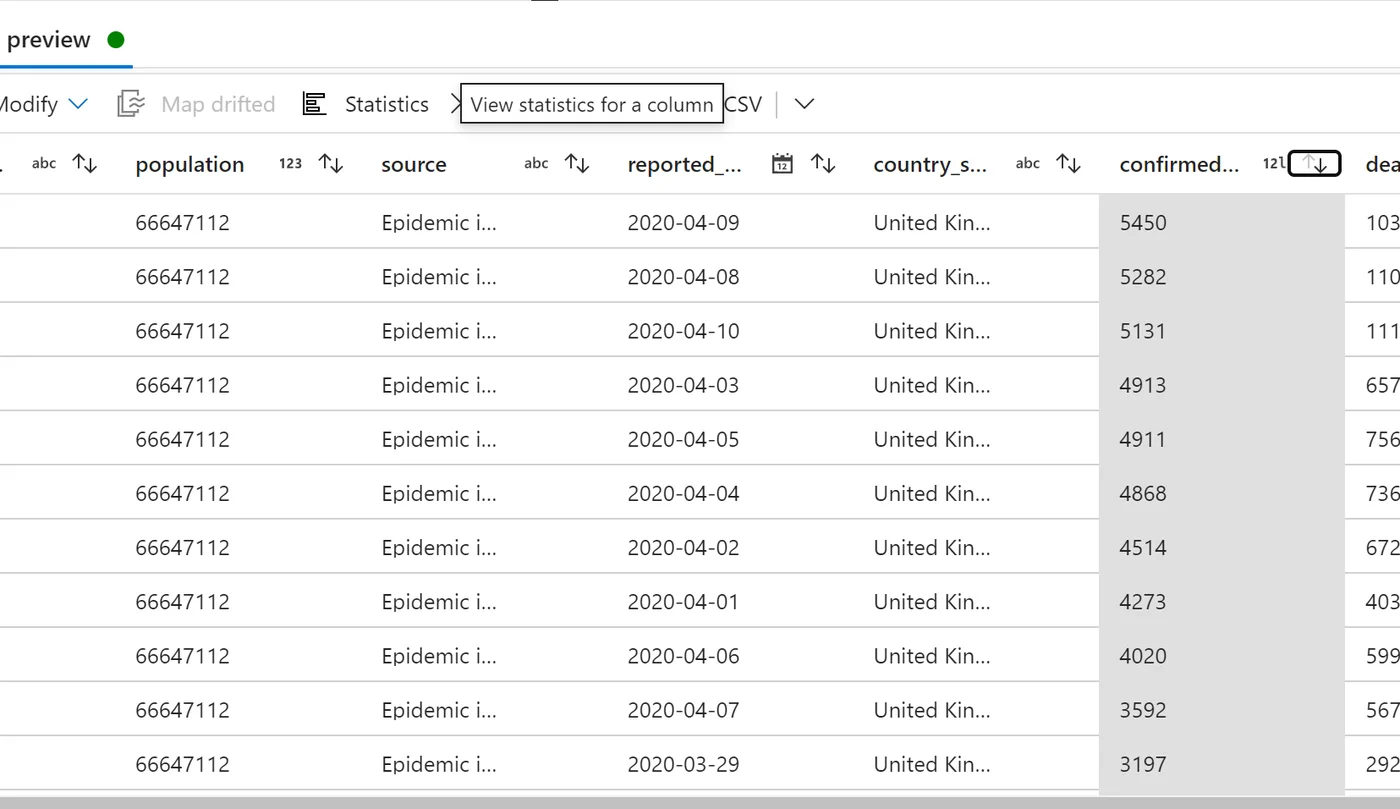 preview
Modify Map drifted Statistics View statistics for a column CSV
abc population 123 source abc reported_... 12 country_s... abc confirmed... 12l dea
66647112 Epidemic i... 2020-04-09 United Kin... 5450 103
66647112 Epidemic i... 2020-04-08 United Kin... 5282 110
66647112 Epidemic i... 2020-04-10 United Kin... 5131 111
66647112 Epidemic i... 2020-04-03 United Kin... 4913 657
66647112 Epidemic i... 2020-04-05 United Kin... 4911 756
66647112 Epidemic i... 2020-04-04 United Kin... 4868 736
66647112 Epidemic i... 2020-04-02 United Kin... 4514 672
66647112 Epidemic i... 2020-04-01 United Kin... 4273 403
66647112 Epidemic i... 2020-04-06 United Kin... 4020 599
66647112 Epidemic i... 2020-04-07 United Kin... 3592 567
66647112 Epidemic i... 2020-03-29 United Kin... 3197 292